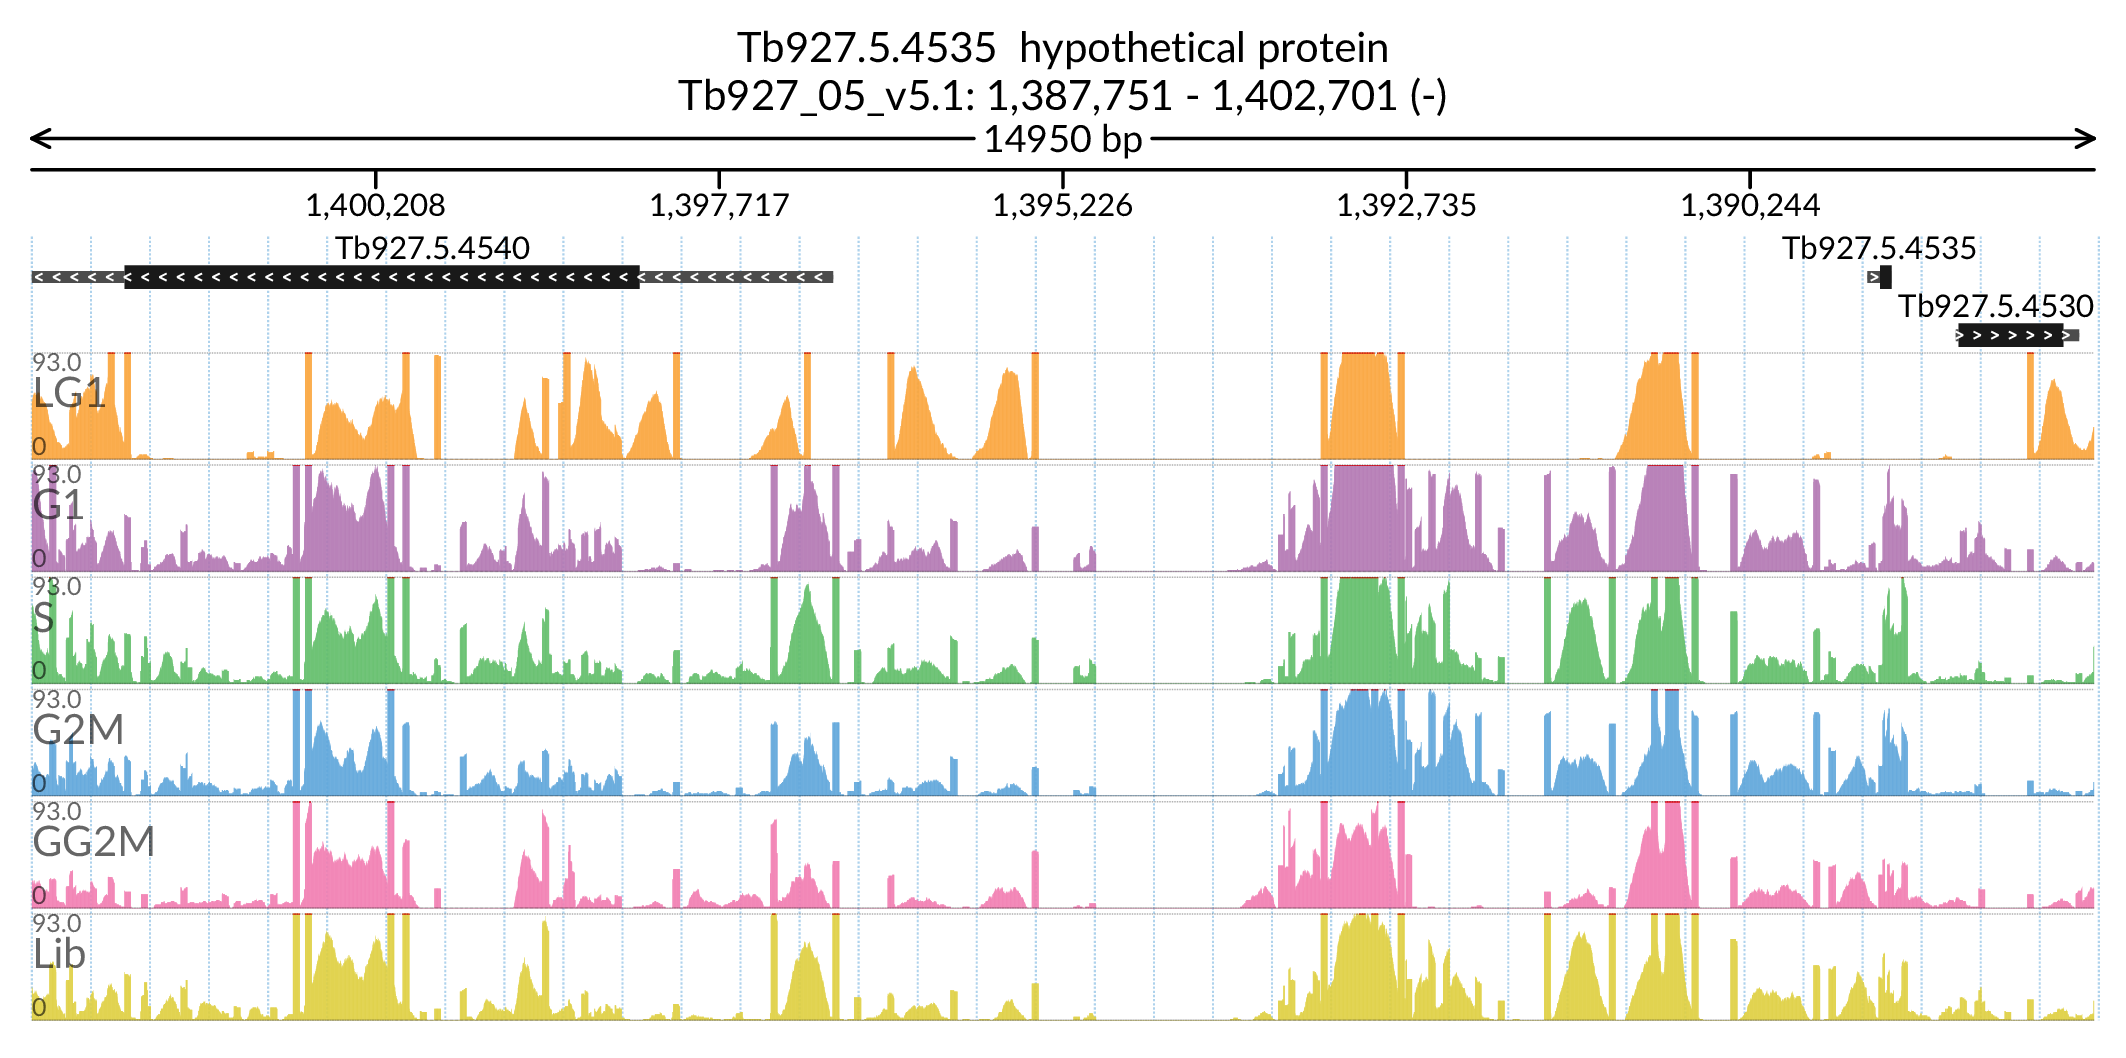 Tb927.5.4535  hypothetical protein
Tb927_05_v5.1: 1,387,751 - 1,402,701 (-)
14950 bp
1,400,208 1,397,717 1,395,226 1,392,735 1,390,244
Tb927.5.4540 Tb927.5.4535
Tb927.5.4530
93.0
LG1
0
93.0
G1
0
93.0
S
0
93.0
G2M
0
93.0
GG2M
0
93.0
Lib
0